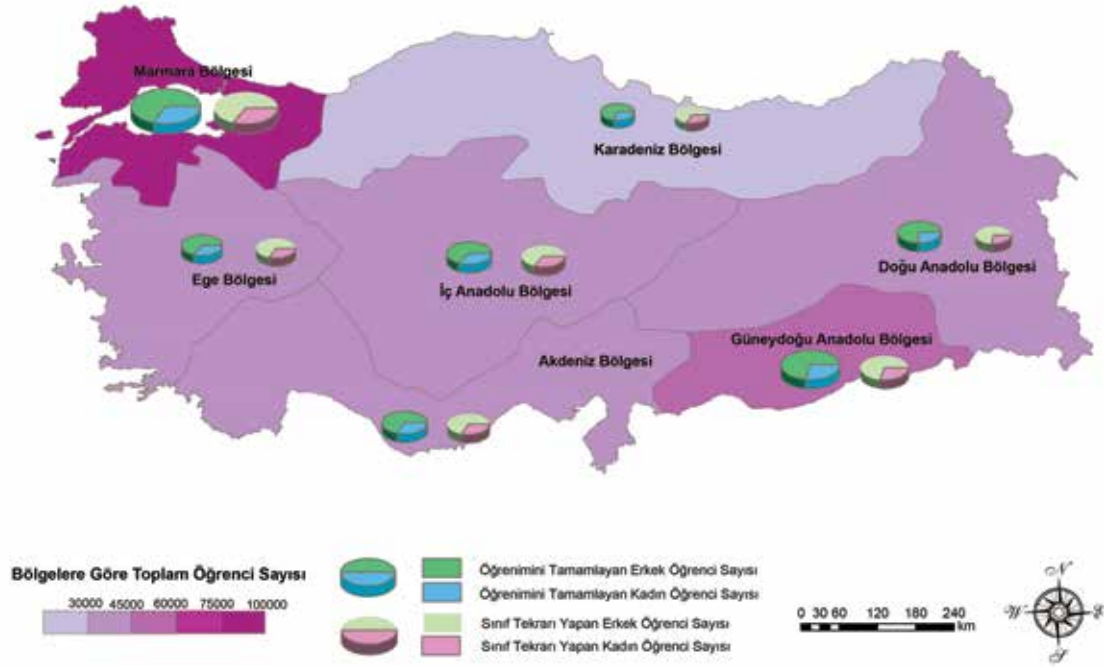 Marmara Bölgesi
Karadeniz Bölgesi
Ege Bölgesi
İç Anadolu Bölgesi
Doğu Anadolu Bölgesi
Güneydoğu Anadolu Bölgesi
Akdeniz Bölgesi
Bölgelere Göre Toplam Öğrenci Sayısı
30000 45000 60000 75000 100000
Öğrenimini Tamamlayan Erkek Öğrenci Sayısı
Öğrenimini Tamamlayan Kadın Öğrenci Sayısı
Sınıf Tekrarı Yapan Erkek Öğrenci Sayısı
Sınıf Tekrarı Yapan Kadın Öğrenci Sayısı
0 30 60 120 180 240
km
N
W E
S